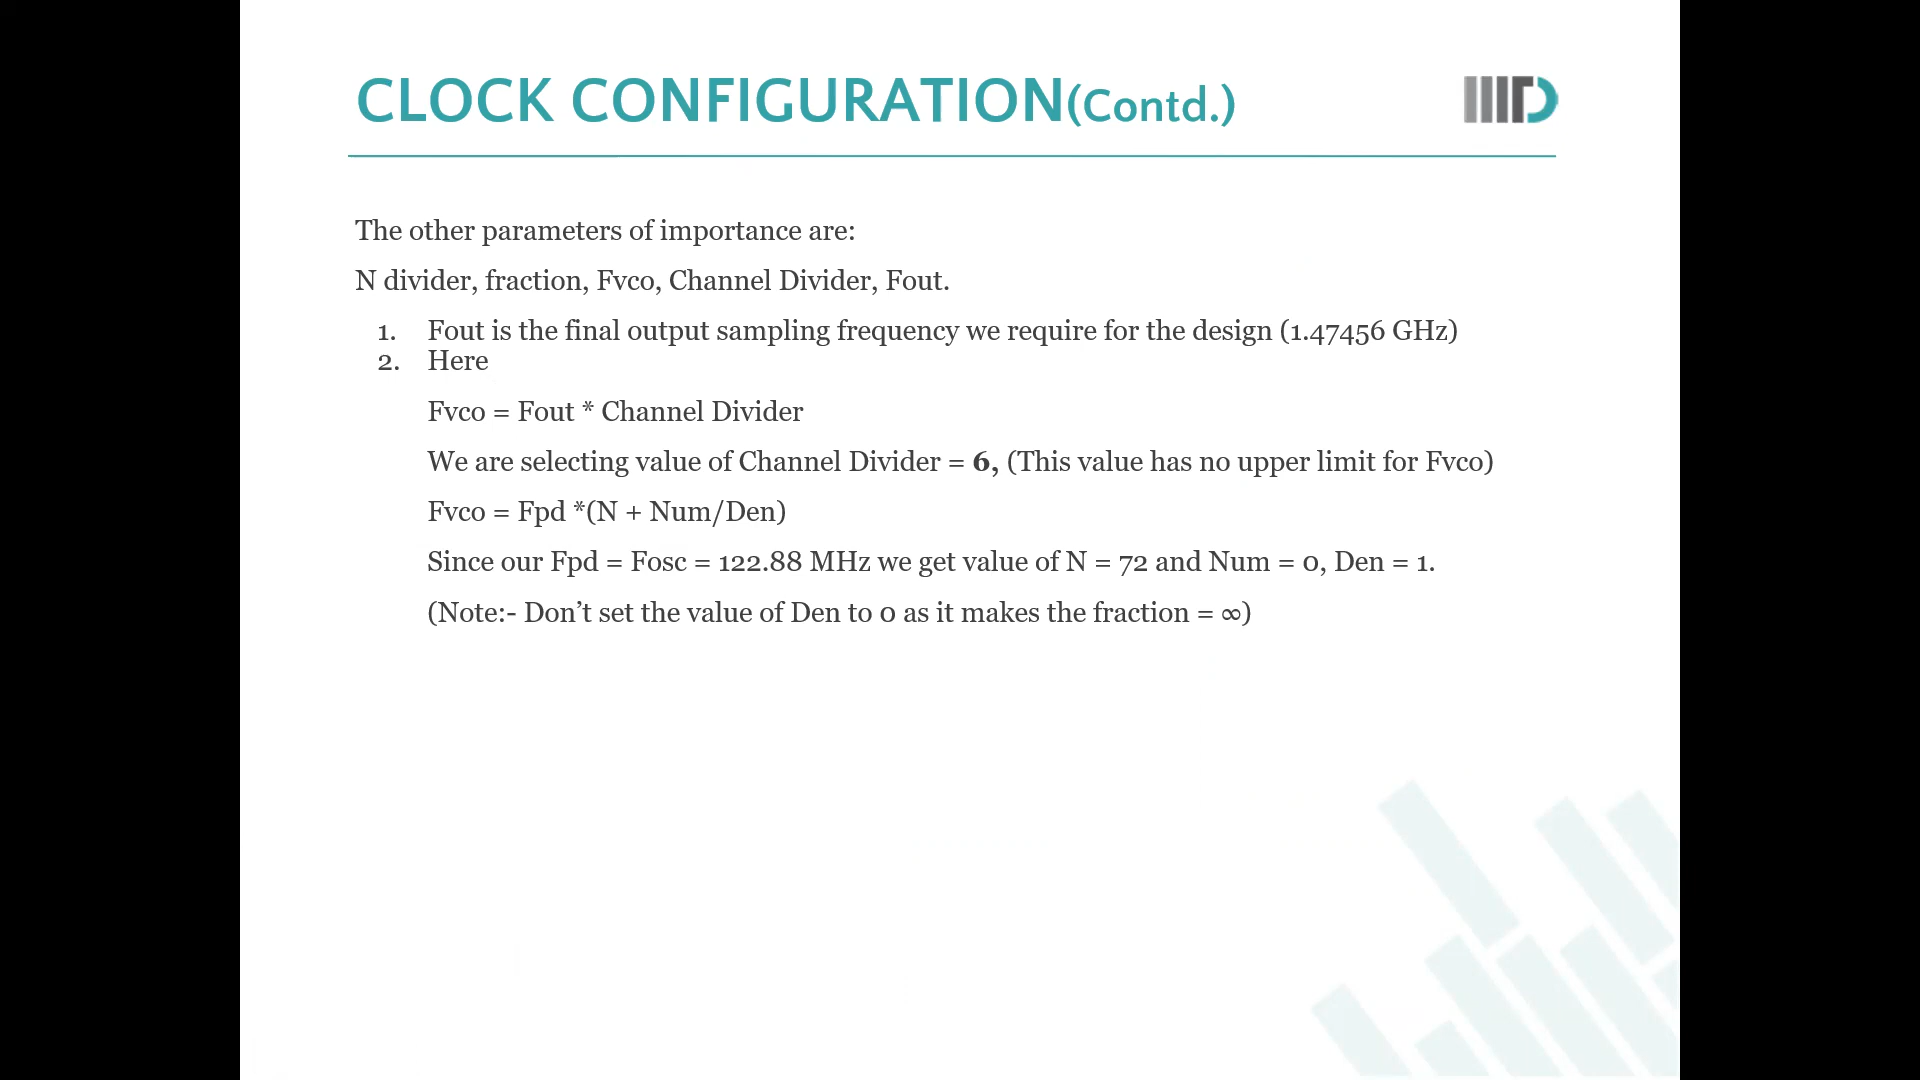 CLOCK CONFIGURATION(Contd.)
IIITD
The other parameters of importance are:
N divider, fraction, Fvco, Channel Divider, Fout.
1. Fout is the final output sampling frequency we require for the design (1.47456 GHz)
2. Here
Fvco = Fout * Channel Divider
We are selecting value of Channel Divider = 6, (This value has no upper limit for Fvco)
Fvco = Fpd *(N + Num/Den)
Since our Fpd = Fosc = 122.88 MHz we get value of N = 72 and Num = 0, Den = 1.
(Note:- Don’t set the value of Den to 0 as it makes the fraction = ∞)